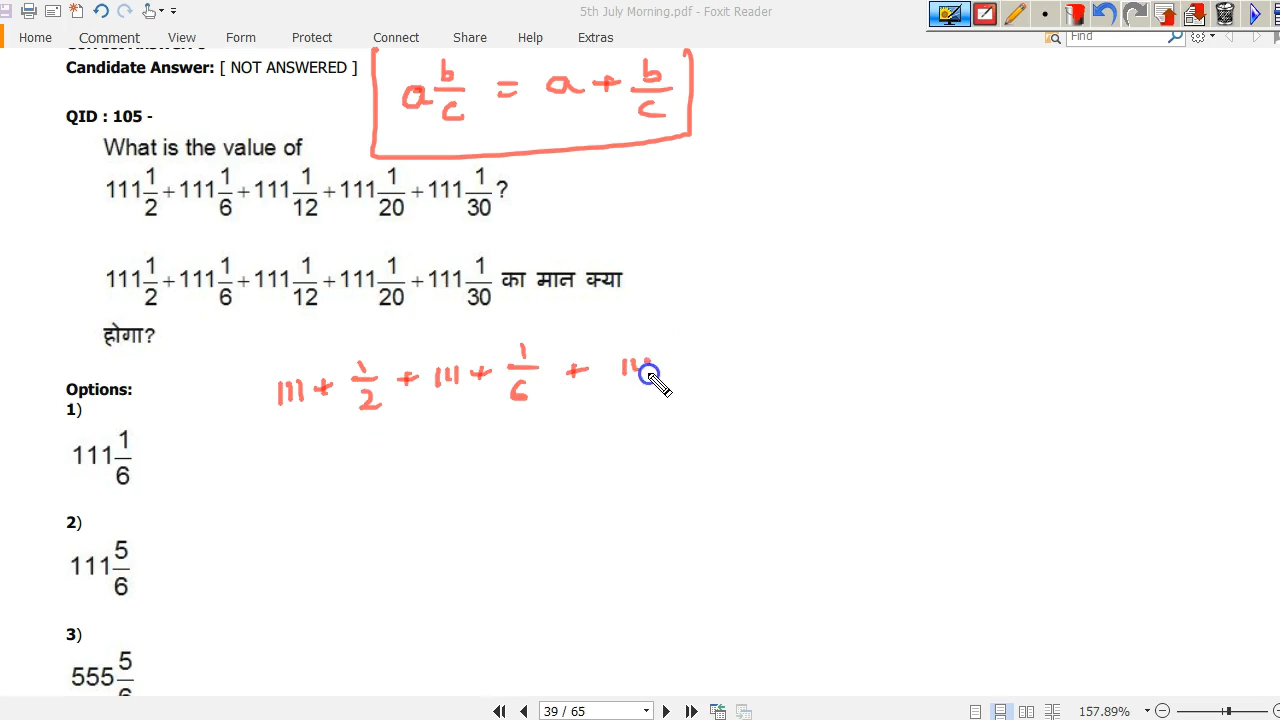 5th July Morning.pdf - Foxit Reader
Home Comment View Form Protect Connect Share Help Extras
Find
Candidate Answer: [ NOT ANSWERED ]
a b/c = a + b/c
QID : 105 -
What is the value of
111 1/2 + 111 1/6 + 111 1/12 + 111 1/20 + 111 1/30 ?
111 1/2 + 111 1/6 + 111 1/12 + 111 1/20 + 111 1/30 का मान क्या
होगा?
111 + 1/2 + 111 + 1/6 + 11
Options:
1)
111 1/6
2)
111 5/6
3)
555 5/6
39 / 65
157.89%